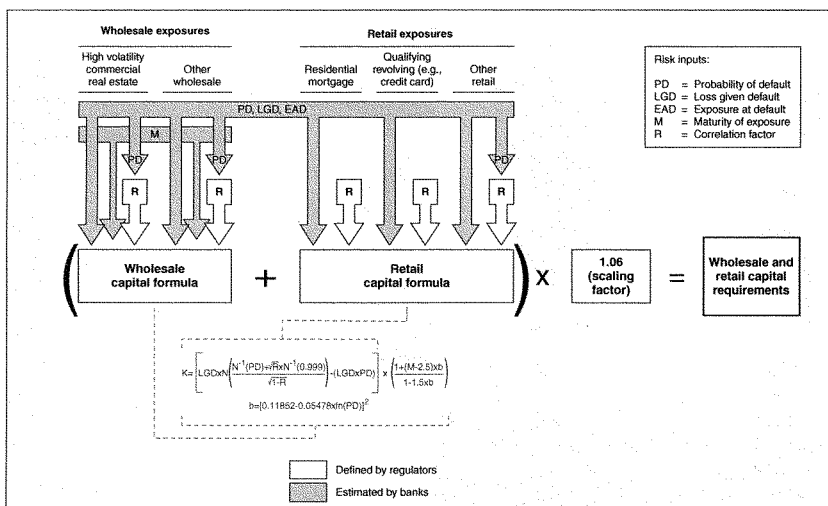 Wholesale exposures
High volatility
commercial
real estate
Other
wholesale
Retail exposures
Residential
mortgage
Qualifying
revolving (e.g.,
credit card)
Other
retail
Risk inputs:
PD = Probability of default
LGD = Loss given default
EAD = Exposure at default
M = Maturity of exposure
R = Correlation factor
PD, LGD, EAD
M
PD
PD
PD
R
R
R
R
R
(
Wholesale
capital formula
+
Retail
capital formula
)
X
1.06
(scaling
factor)
=
Wholesale and
retail capital
requirements
K=[LGDxN(N⁻¹(PD)+√RxN⁻¹(0.999)/√1-R)-(LGDxPD)] x (1+(M-2.5)xb/1-1.5xb)
b=[0.11852-0.05478xln(PD)]²
Defined by regulators
Estimated by banks